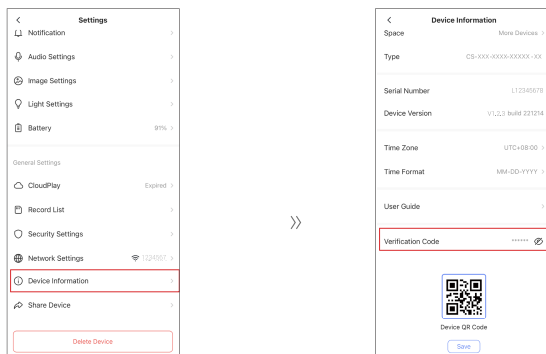 Settings
Notification
Audio Settings
Image Settings
Light Settings
Battery 91%
General Settings
CloudPlay Expired
Record List
Security Settings
Network Settings 1234567
Device Information
Share Device
Delete Device
Device Information
Space More Devices
Type CS-XXX-XXXX-XXXXX-XX
Serial Number L12345678
Device Version V1.2.3 build 221214
Time Zone UTC+08:00
Time Format MM-DD-YYYY
User Guide
Verification Code ******
Device QR Code
Save